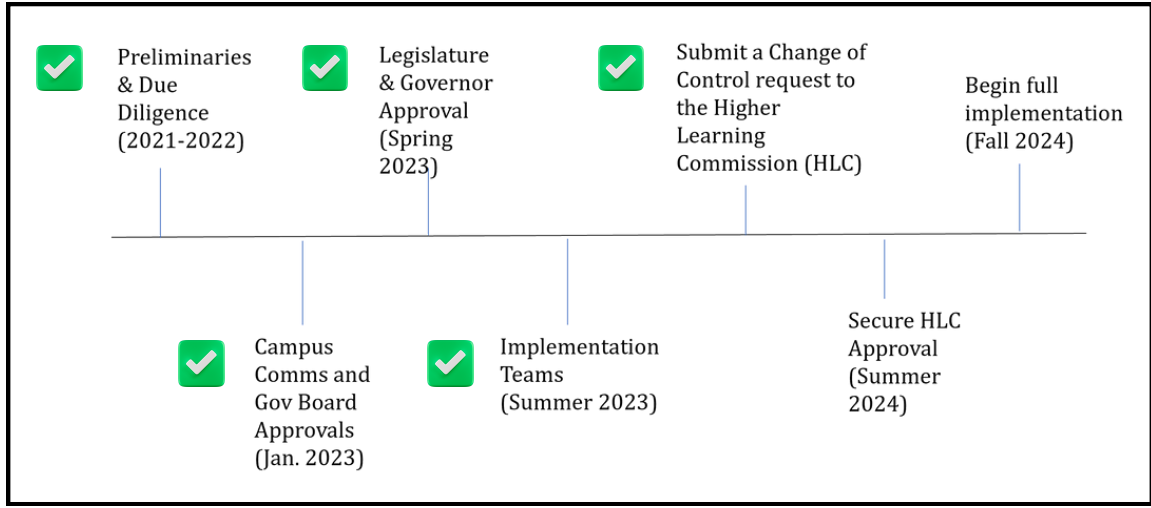 Preliminaries
& Due
Diligence
(2021-2022)
Campus
Comms and
Gov Board
Approvals
(Jan. 2023)
Legislature
& Governor
Approval
(Spring
2023)
Implementation
Teams
(Summer 2023)
Submit a Change of
Control request to
the Higher
Learning
Commission (HLC)
Secure HLC
Approval
(Summer
2024)
Begin full
implementation
(Fall 2024)